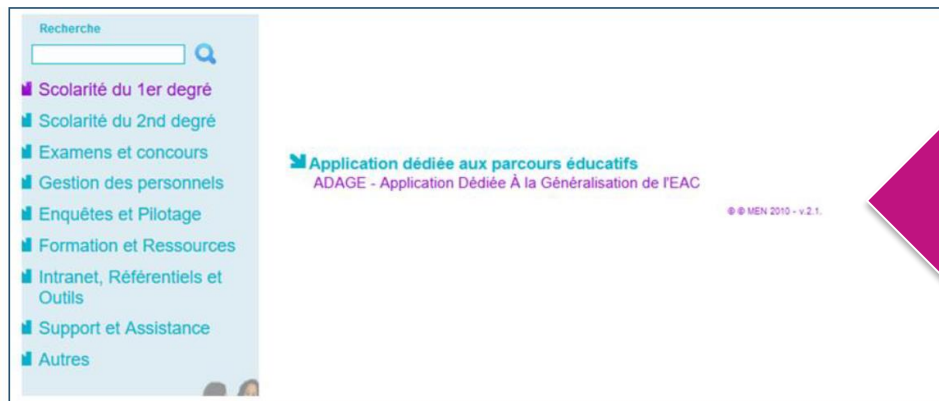 Recherche
Scolarité du 1er degré
Scolarité du 2nd degré
Examens et concours
Gestion des personnels
Enquêtes et Pilotage
Formation et Ressources
Intranet, Référentiels et
Outils
Support et Assistance
Autres
Application dédiée aux parcours éducatifs
ADAGE - Application Dédiée À la Généralisation de l'EAC
© © MEN 2010 - v.2.1.